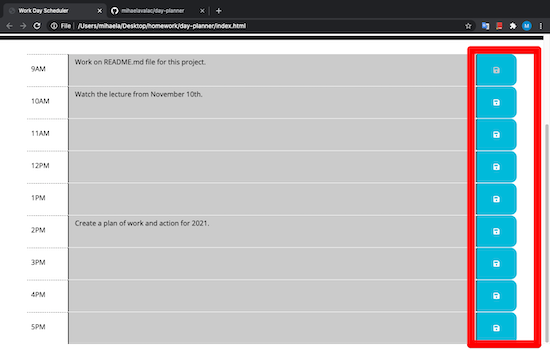 Work Day Scheduler
mihaelavalac/day-planner
File
/Users/mihaela/Desktop/homework/day-planner/index.html
M
9AM
Work on README.md file for this project.
10AM
Watch the lecture from November 10th.
11AM
12PM
1PM
2PM
Create a plan of work and action for 2021.
3PM
4PM
5PM